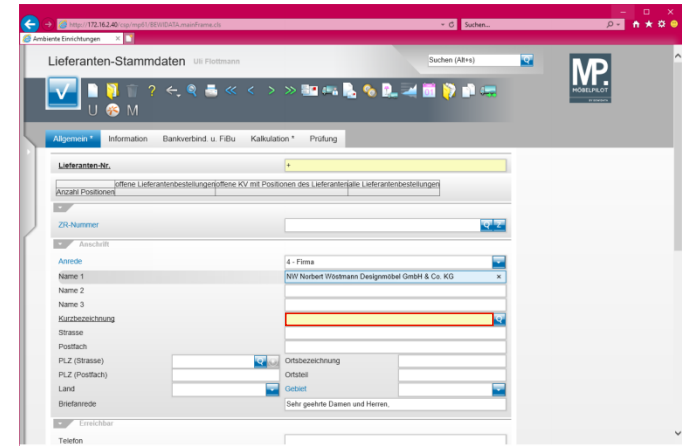 http://172.16.2.40/csp/mp61/BEWIDATA.mainFrame.cls
Suchen...
Ambiente Einrichtungen
Lieferanten-Stammdaten Uli Flottmann
Suchen (Alt+s)
MP
MÖBELPILOT
Allgemein * Information Bankverbind. u. FiBu Kalkulation * Prüfung
Lieferanten-Nr. +
offene Lieferantenbestellungen offene KV mit Positionen des Lieferanten alle Lieferantenbestellungen
Anzahl Positionen
ZR-Nummer
Anschrift
Anrede 4 - Firma
Name 1 NW Norbert Wöstmann Designmöbel GmbH & Co. KG
Name 2
Name 3
Kurzbezeichnung
Strasse
Postfach
PLZ (Strasse) Ortsbezeichnung
PLZ (Postfach) Ortsteil
Land Gebiet
Briefanrede Sehr geehrte Damen und Herren,
Erreichbar
Telefon